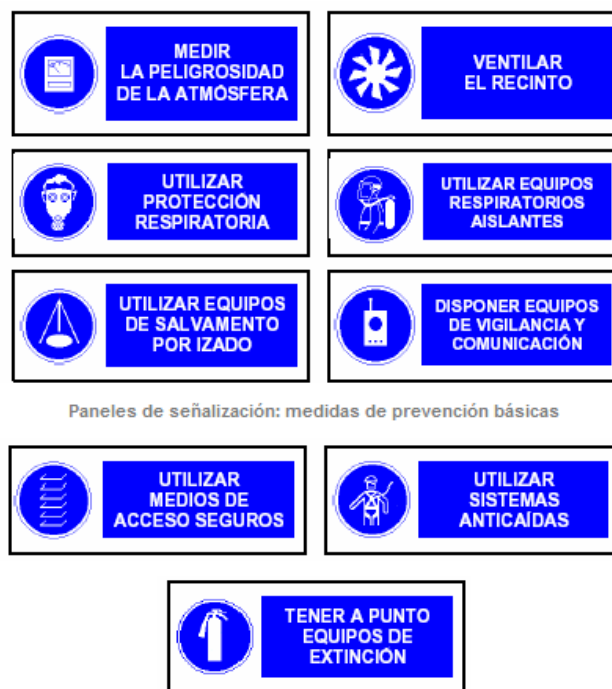 MEDIR
LA PELIGROSIDAD
DE LA ATMÓSFERA
VENTILAR
EL RECINTO
UTILIZAR
PROTECCIÓN
RESPIRATORIA
UTILIZAR EQUIPOS
RESPIRATORIOS
AISLANTES
UTILIZAR EQUIPOS
DE SALVAMENTO
POR IZADO
DISPONER EQUIPOS
DE VIGILANCIA Y
COMUNICACIÓN
Paneles de señalización: medidas de prevención básicas
UTILIZAR
MEDIOS DE
ACCESO SEGUROS
UTILIZAR
SISTEMAS
ANTICAÍDAS
TENER A PUNTO
EQUIPOS DE
EXTINCIÓN